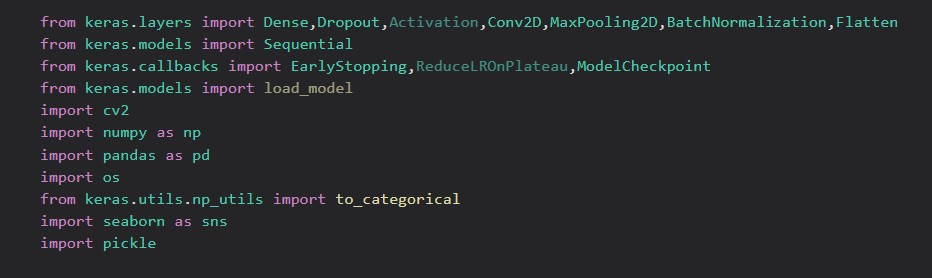 from keras.layers import Dense,Dropout,Activation,Conv2D,MaxPooling2D,BatchNormalization,Flatten
from keras.models import Sequential
from keras.callbacks import EarlyStopping,ReduceLROnPlateau,ModelCheckpoint
from keras.models import load_model
import cv2
import numpy as np
import pandas as pd
import os
from keras.utils.np_utils import to_categorical
import seaborn as sns
import pickle